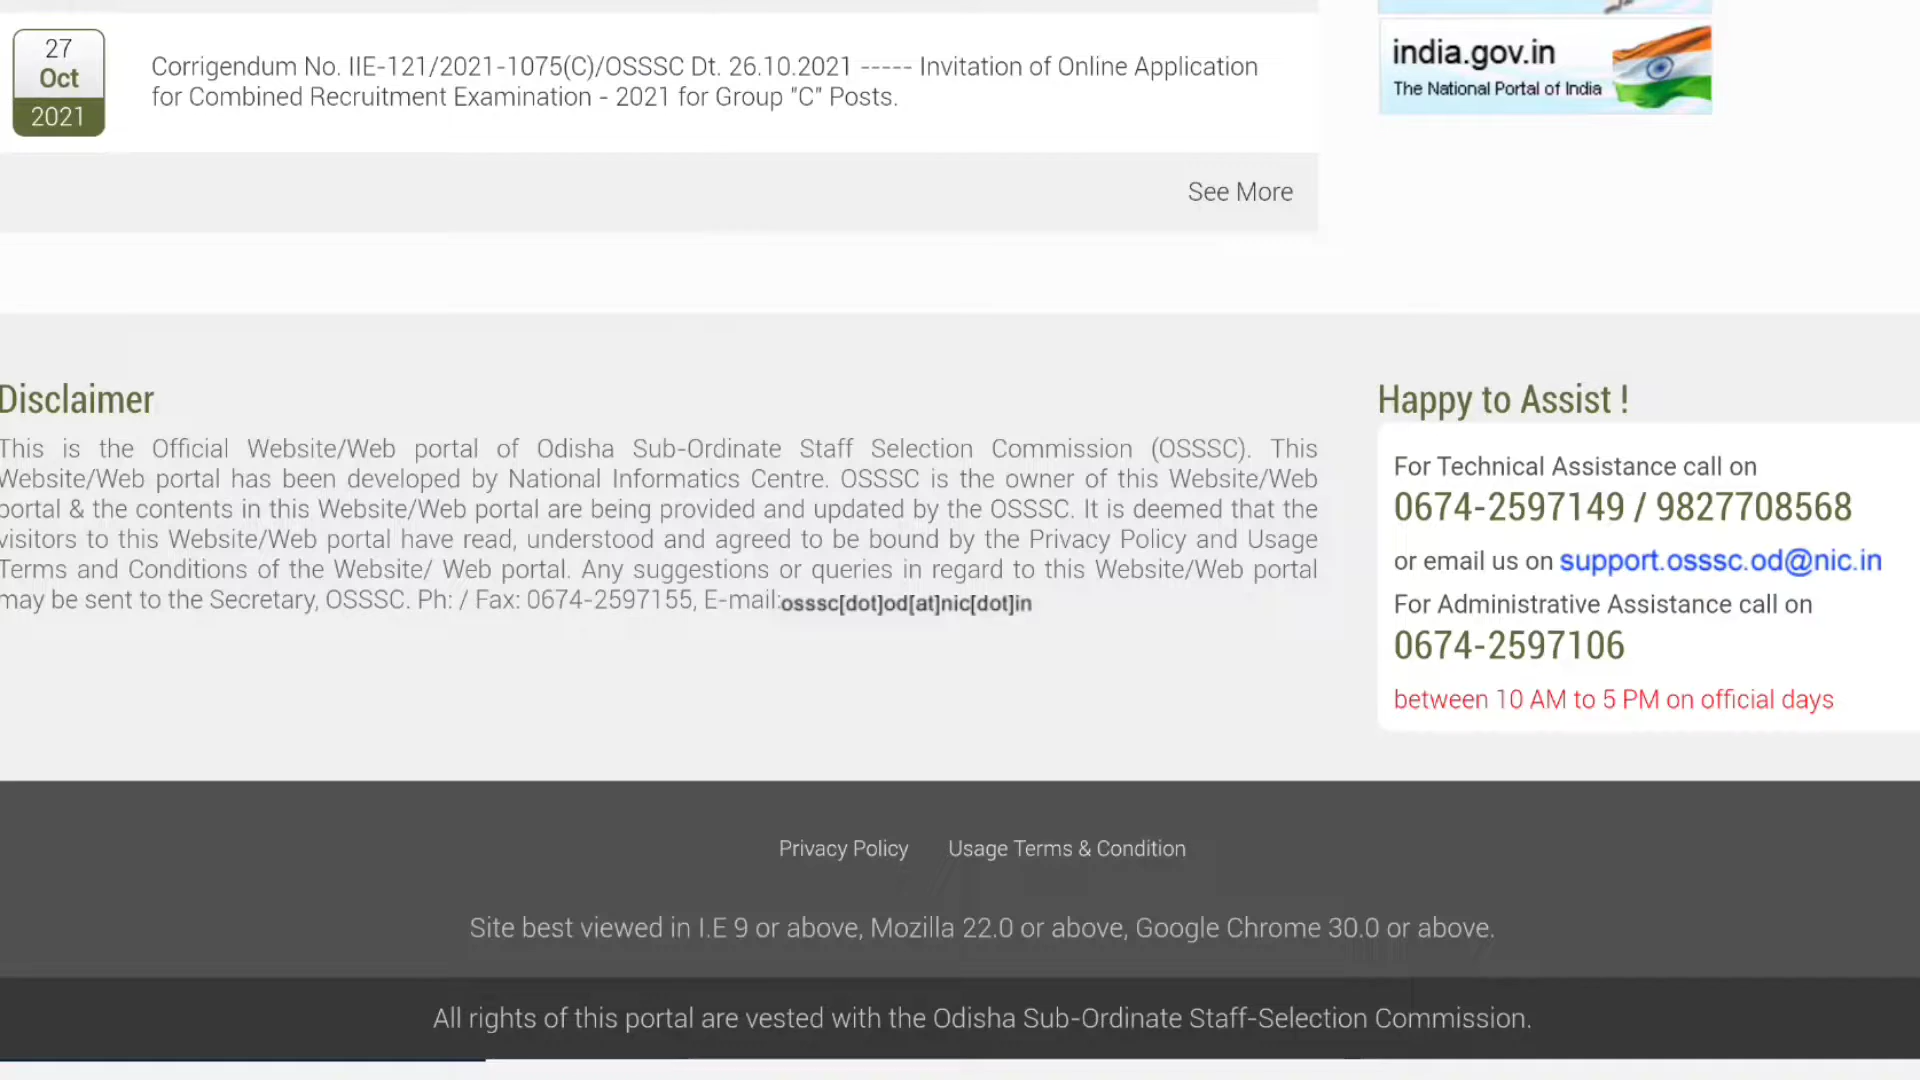 27
Oct
2021
Corrigendum No. IIE-121/2021-1075(C)/OSSSC Dt. 26.10.2021 ----- Invitation of Online Application
for Combined Recruitment Examination - 2021 for Group "C" Posts.
See More
india.gov.in
The National Portal of India
Disclaimer
This is the Official Website/Web portal of Odisha Sub-Ordinate Staff Selection Commission (OSSSC). This
Website/Web portal has been developed by National Informatics Centre. OSSSC is the owner of this Website/Web
portal & the contents in this Website/Web portal are being provided and updated by the OSSSC. It is deemed that the
visitors to this Website/Web portal have read, understood and agreed to be bound by the Privacy Policy and Usage
Terms and Conditions of the Website/ Web portal. Any suggestions or queries in regard to this Website/Web portal
may be sent to the Secretary, OSSSC. Ph: / Fax: 0674-2597155, E-mail:osssc[dot]od[at]nic[dot]in
Happy to Assist !
For Technical Assistance call on
0674-2597149 / 9827708568
or email us on support.osssc.od@nic.in
For Administrative Assistance call on
0674-2597106
between 10 AM to 5 PM on official days
Privacy Policy Usage Terms & Condition
Site best viewed in I.E 9 or above, Mozilla 22.0 or above, Google Chrome 30.0 or above.
All rights of this portal are vested with the Odisha Sub-Ordinate Staff-Selection Commission.